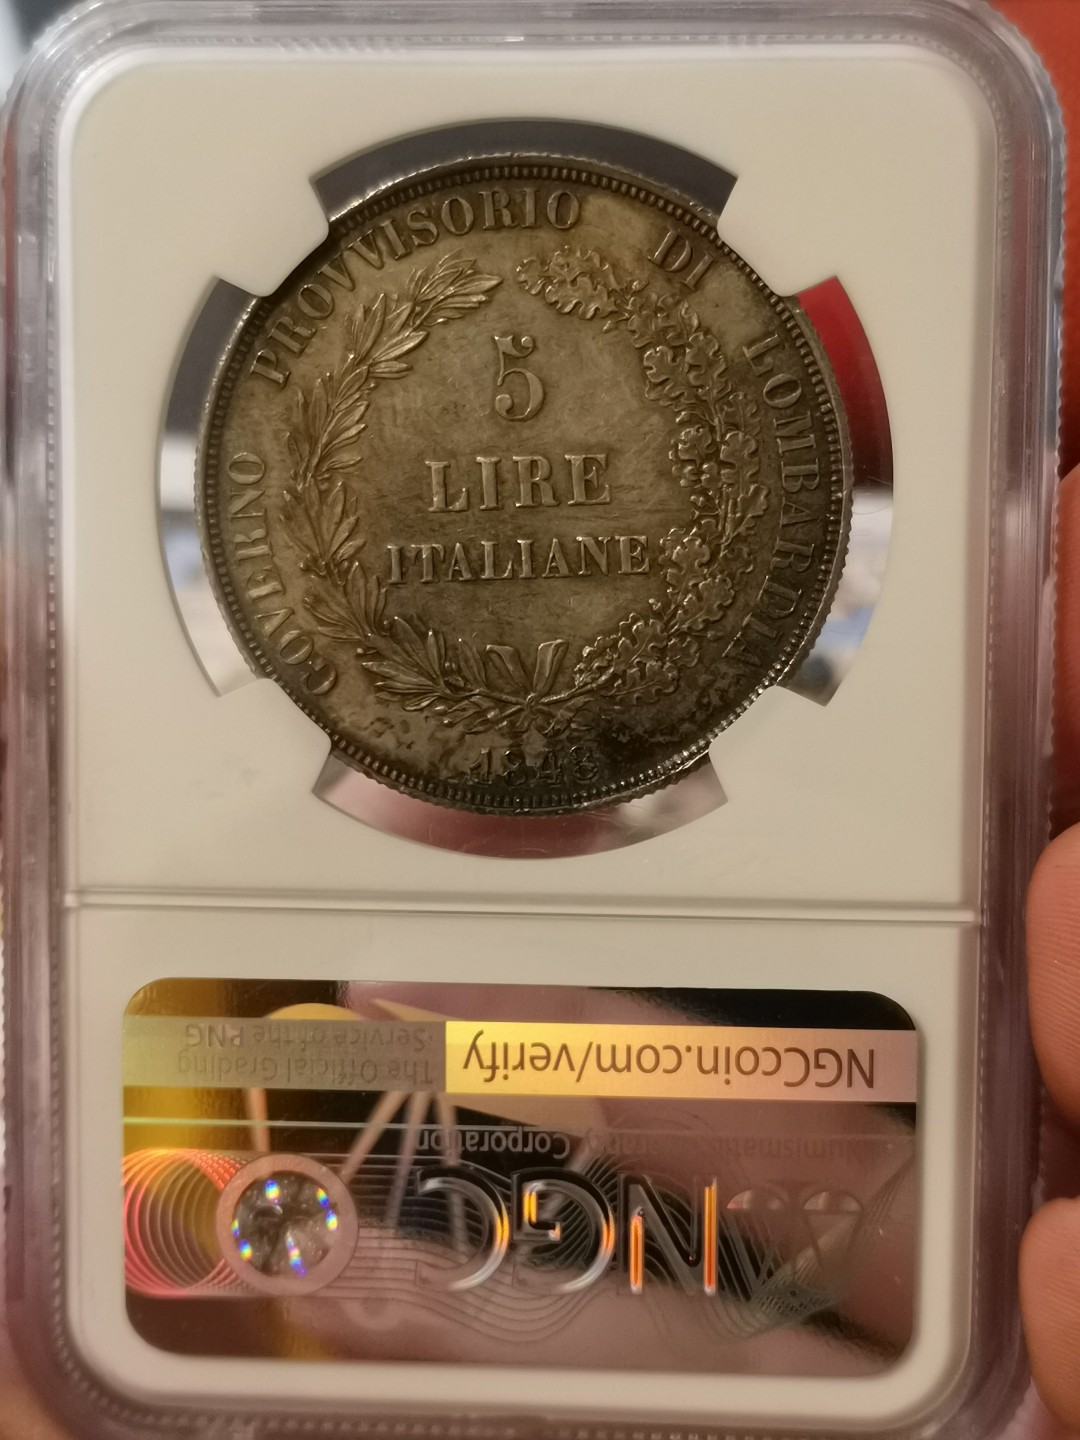 GOVERNO PROVVISORIO DI LOMBARDIA
5
LIRE
ITALIANE
1848
NGCcoin.com/verify
The Official Grading
Service of the PNG
Numismatic Guaranty Corporation
NGC